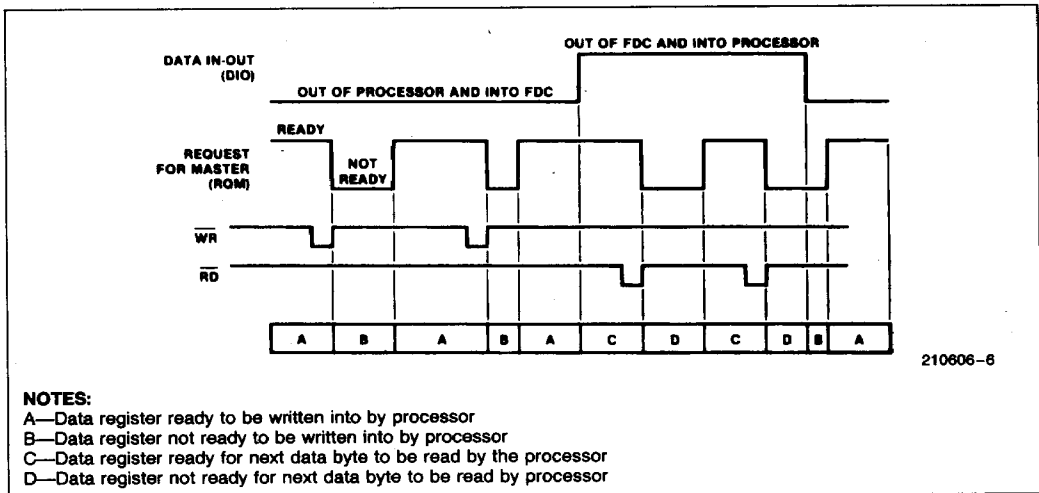 OUT OF FDC AND INTO PROCESSOR
DATA IN-OUT
(DIO)
OUT OF PROCESSOR AND INTO FDC
READY
REQUEST
FOR MASTER
(RQM)
NOT
READY
WR
RD
A B A B A C D C D B A
210606-6
NOTES:
A—Data register ready to be written into by processor
B—Data register not ready to be written into by processor
C—Data register ready for next data byte to be read by the processor
D—Data register not ready for next data byte to be read by processor